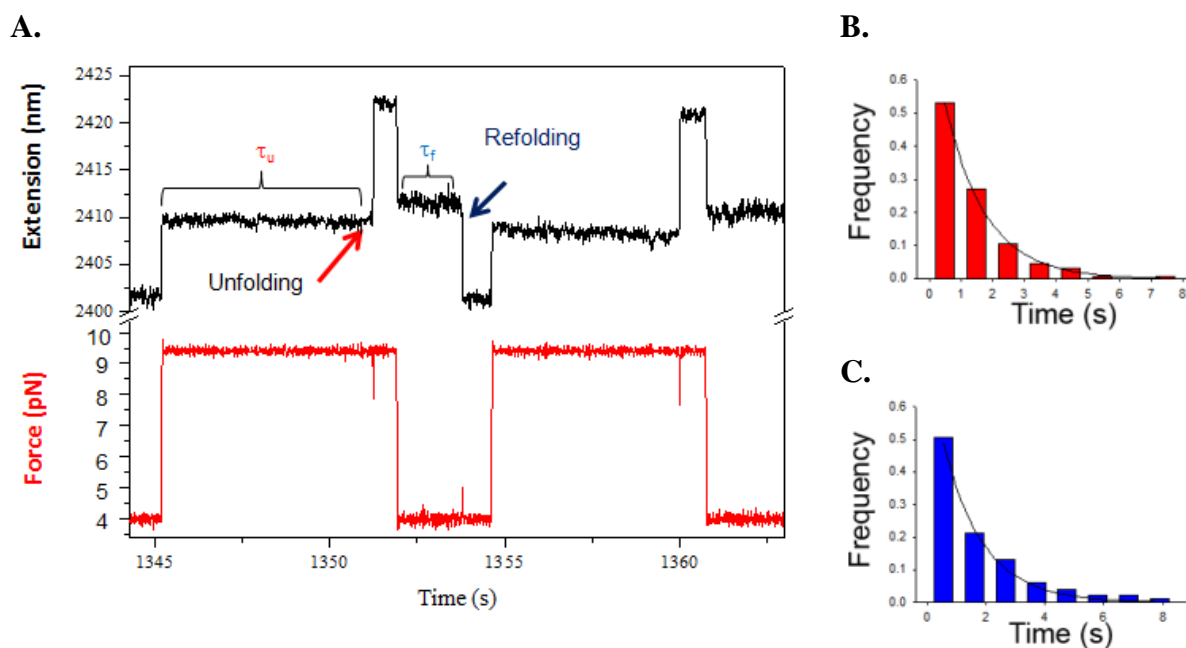 A.
Extension (nm)
2425
2420
2415
2410
2405
2400
τu
τf
Refolding
Unfolding
Force (pN)
10
9
8
7
6
5
4
1345 1350 1355 1360
Time (s)
B.
Frequency
0.6
0.5
0.4
0.3
0.2
0.1
0.0
0 1 2 3 4 5 6 7 8
Time (s)
C.
Frequency
0.6
0.5
0.4
0.3
0.2
0.1
0.0
0 2 4 6 8
Time (s)